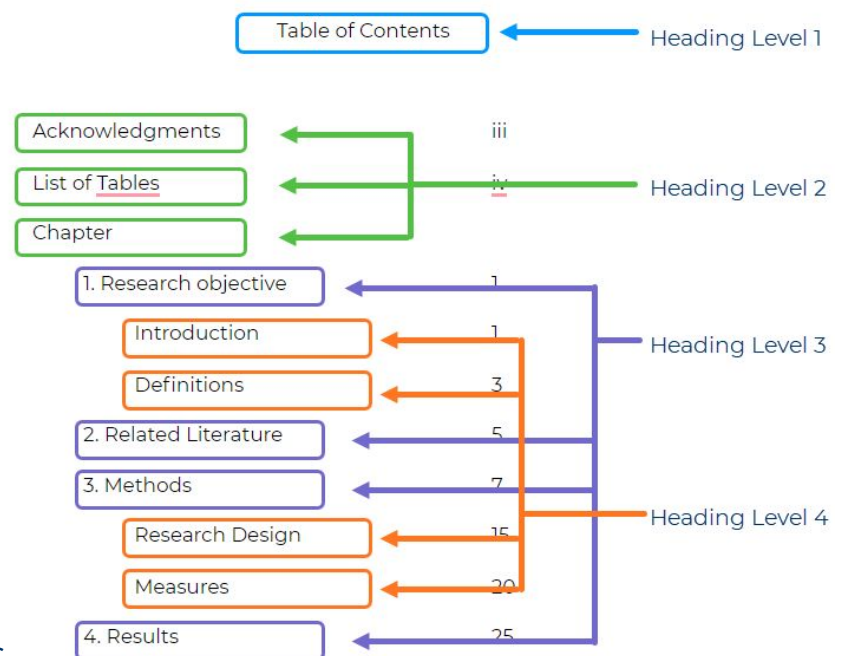 Table of Contents
Heading Level 1
Acknowledgments iii
List of Tables iv
Heading Level 2
Chapter
1. Research objective 1
Introduction 1
Heading Level 3
Definitions 3
2. Related Literature 5
3. Methods 7
Heading Level 4
Research Design 15
Measures 20
4. Results 25